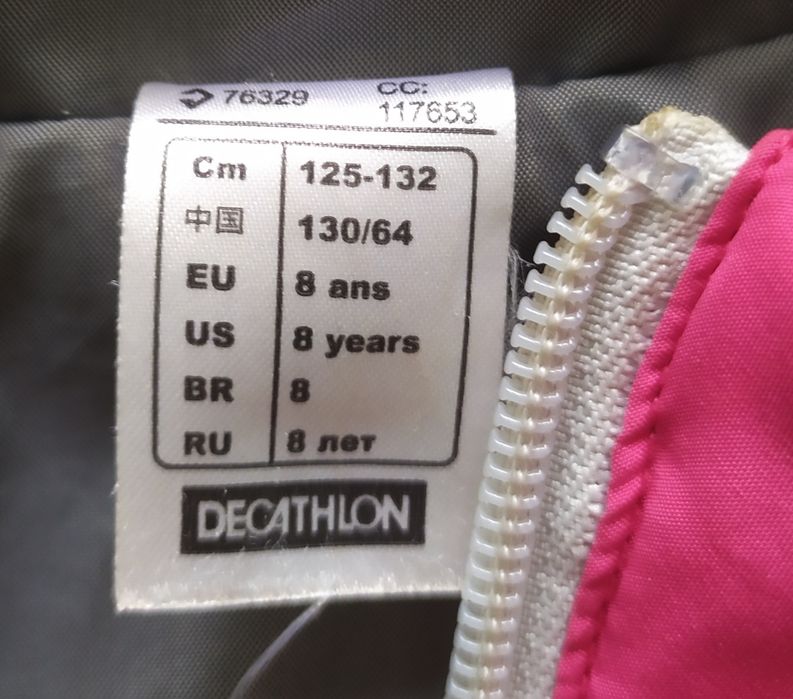 76329 CC: 117653
Cm 125-132
中国 130/64
EU 8 ans
US 8 years
BR 8
RU 8 лет
DECATHLON